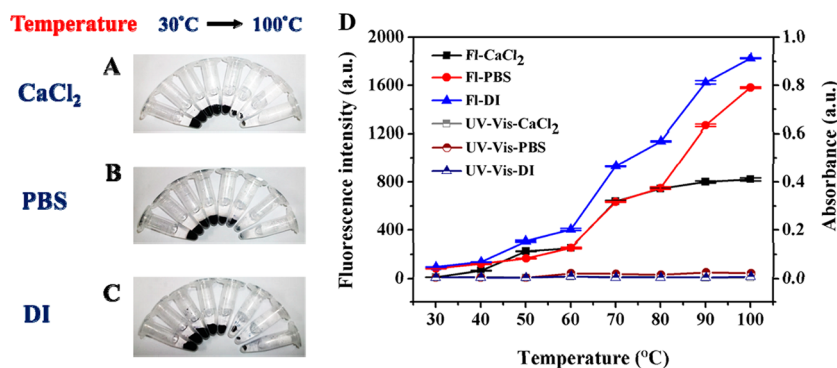 Temperature 30°C → 100°C
A
CaCl₂
B
PBS
C
DI
D
2000
1600
1200
800
400
0
Fluorescence intensity (a.u.)
Fl-CaCl₂
Fl-PBS
Fl-DI
UV-Vis-CaCl₂
UV-Vis-PBS
UV-Vis-DI
1.0
0.8
0.6
0.4
0.2
0.0
Absorbance (a.u.)
30 40 50 60 70 80 90 100
Temperature (°C)